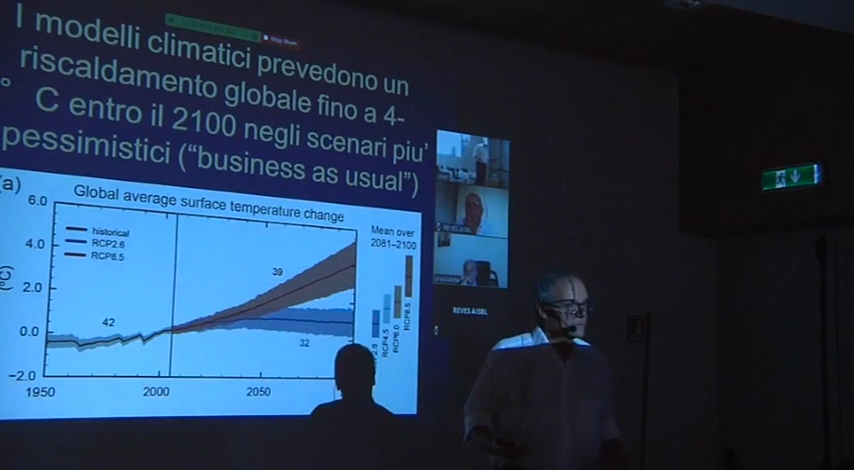 I modelli climatici prevedono un
riscaldamento globale fino a 4-
° C entro il 2100 negli scenari piu'
pessimistici ("business as usual")
(a)
Global average surface temperature change
6.0
4.0
2.0
0.0
−2.0
(°C)
historical
RCP2.6
RCP8.5
42
39
32
1950
2000
2050
Mean over
2081–2100
RCP4.5
RCP6.0
RCP8.5
Stop Share
REVES AISBL